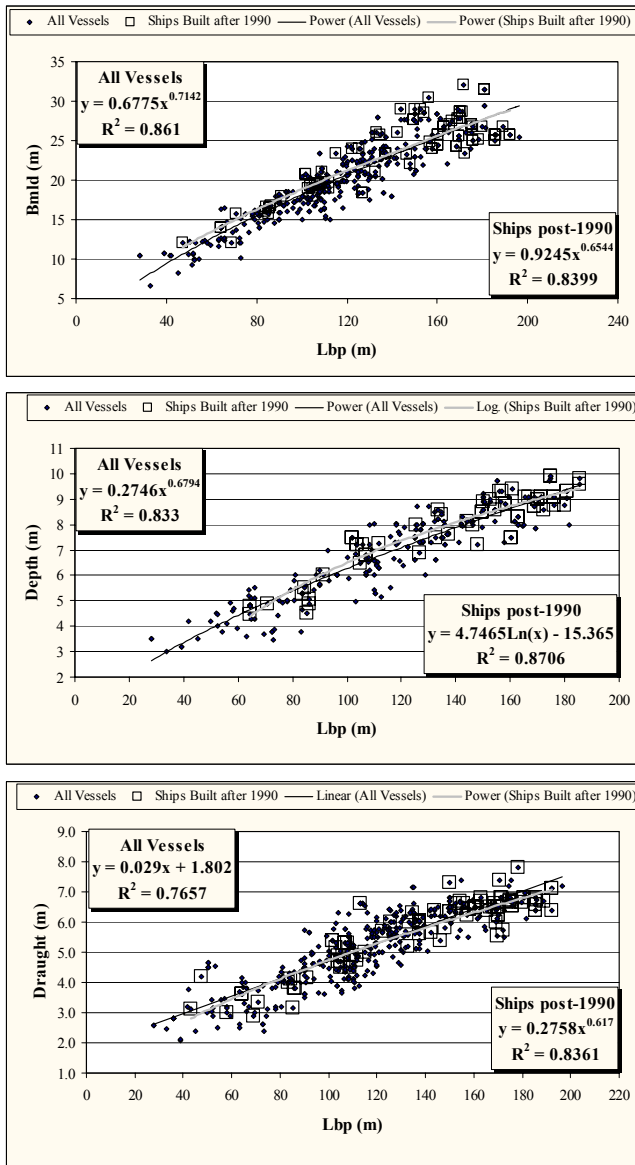 All Vessels Ships Built after 1990 Power (All Vessels) Power (Ships Built after 1990)
All Vessels
y = 0.6775x^0.7142
R² = 0.861
Ships post-1990
y = 0.9245x^0.6544
R² = 0.8399
Bmld (m)
35
30
25
20
15
10
5
0 40 80 120 160 200 240
Lbp (m)
All Vessels Ships Built after 1990 Power (All Vessels) Log. (Ships Built after 1990)
All Vessels
y = 0.2746x^0.6794
R² = 0.833
Ships post-1990
y = 4.7465Ln(x) - 15.365
R² = 0.8706
Depth (m)
11
10
9
8
7
6
5
4
3
2
0 20 40 60 80 100 120 140 160 180 200
Lbp (m)
All Vessels Ships Built after 1990 Linear (All Vessels) Power (Ships Built after 1990)
All Vessels
y = 0.029x + 1.802
R² = 0.7657
Ships post-1990
y = 0.2758x^0.617
R² = 0.8361
Draught (m)
9.0
8.0
7.0
6.0
5.0
4.0
3.0
2.0
1.0
0 20 40 60 80 100 120 140 160 180 200 220
Lbp (m)